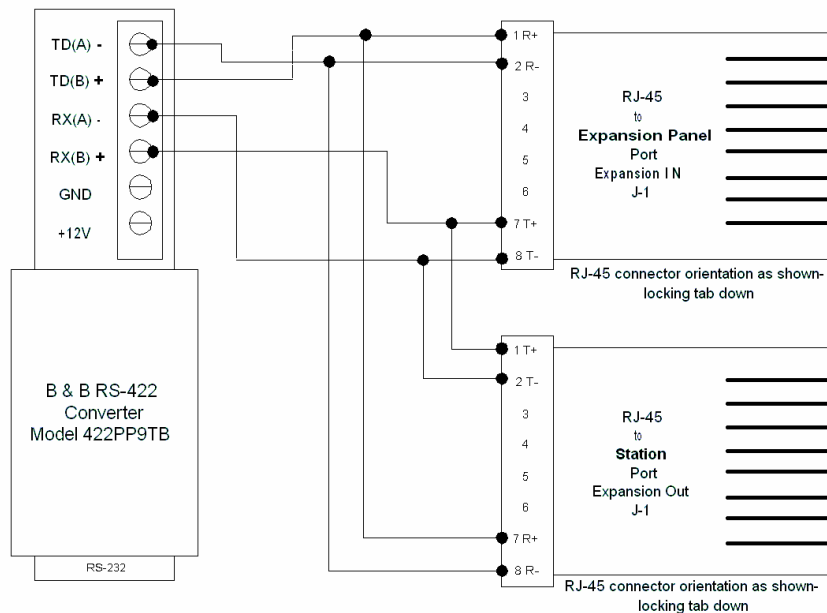 TD(A) -
TD(B) +
RX(A) -
RX(B) +
GND
+12V
B & B RS-422
Converter
Model 422PP9TB
RS-232
1 R+
2 R-
3
4
5
6
7 T+
8 T-
RJ-45
to
Expansion Panel
Port
Expansion IN
J-1
RJ-45 connector orientation as shown-
locking tab down
1 T+
2 T-
3
4
5
6
7 R+
8 R-
RJ-45
to
Station
Port
Expansion Out
J-1
RJ-45 connector orientation as shown-
locking tab down